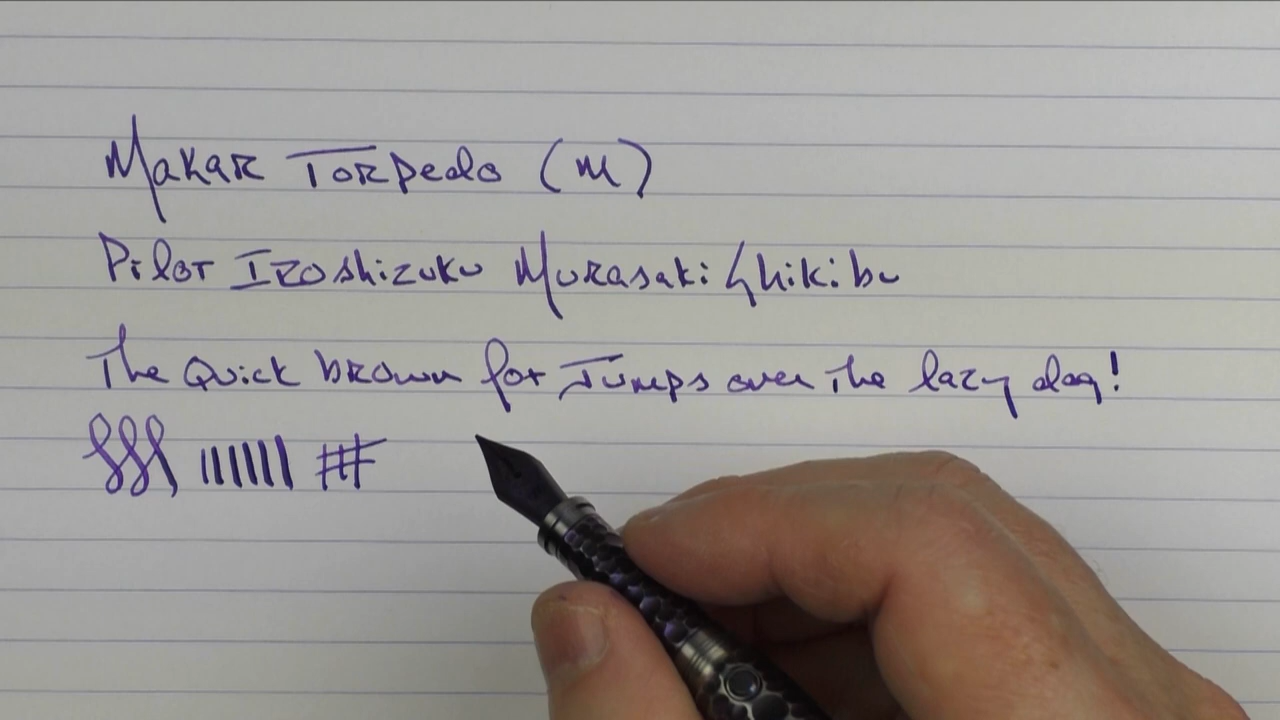 Makar Torpedo (M)
Pilot Iroshizuku Murasaki Shikibu
The Quick brown fox Jumps over the lazy dog!